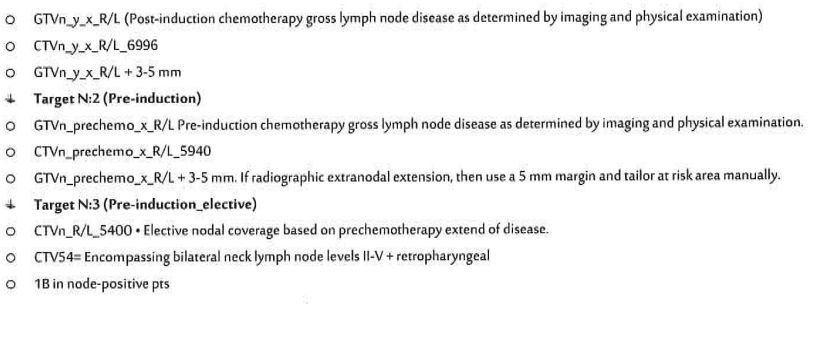 ○ GTVn_y_x_R/L (Post-induction chemotherapy gross lymph node disease as determined by imaging and physical examination)
○ CTVn_y_x_R/L_6996
○ GTVn_y_x_R/L + 3-5 mm
↓ Target N:2 (Pre-induction)
○ GTVn_prechemo_x_R/L Pre-induction chemotherapy gross lymph node disease as determined by imaging and physical examination.
○ CTVn_prechemo_x_R/L_5940
○ GTVn_prechemo_x_R/L + 3-5 mm. If radiographic extranodal extension, then use a 5 mm margin and tailor at risk area manually.
↓ Target N:3 (Pre-induction_elective)
○ CTVn_R/L_5400 • Elective nodal coverage based on prechemotherapy extend of disease.
○ CTV54= Encompassing bilateral neck lymph node levels II-V + retropharyngeal
○ 1B in node-positive pts